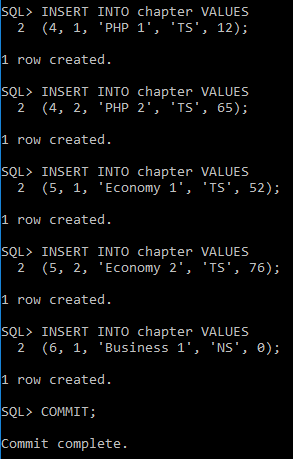 SQL> INSERT INTO chapter VALUES
  2  (4, 1, 'PHP 1', 'TS', 12);
1 row created.
SQL> INSERT INTO chapter VALUES
  2  (4, 2, 'PHP 2', 'TS', 65);
1 row created.
SQL> INSERT INTO chapter VALUES
  2  (5, 1, 'Economy 1', 'TS', 52);
1 row created.
SQL> INSERT INTO chapter VALUES
  2  (5, 2, 'Economy 2', 'TS', 76);
1 row created.
SQL> INSERT INTO chapter VALUES
  2  (6, 1, 'Business 1', 'NS', 0);
1 row created.
SQL> COMMIT;
Commit complete.